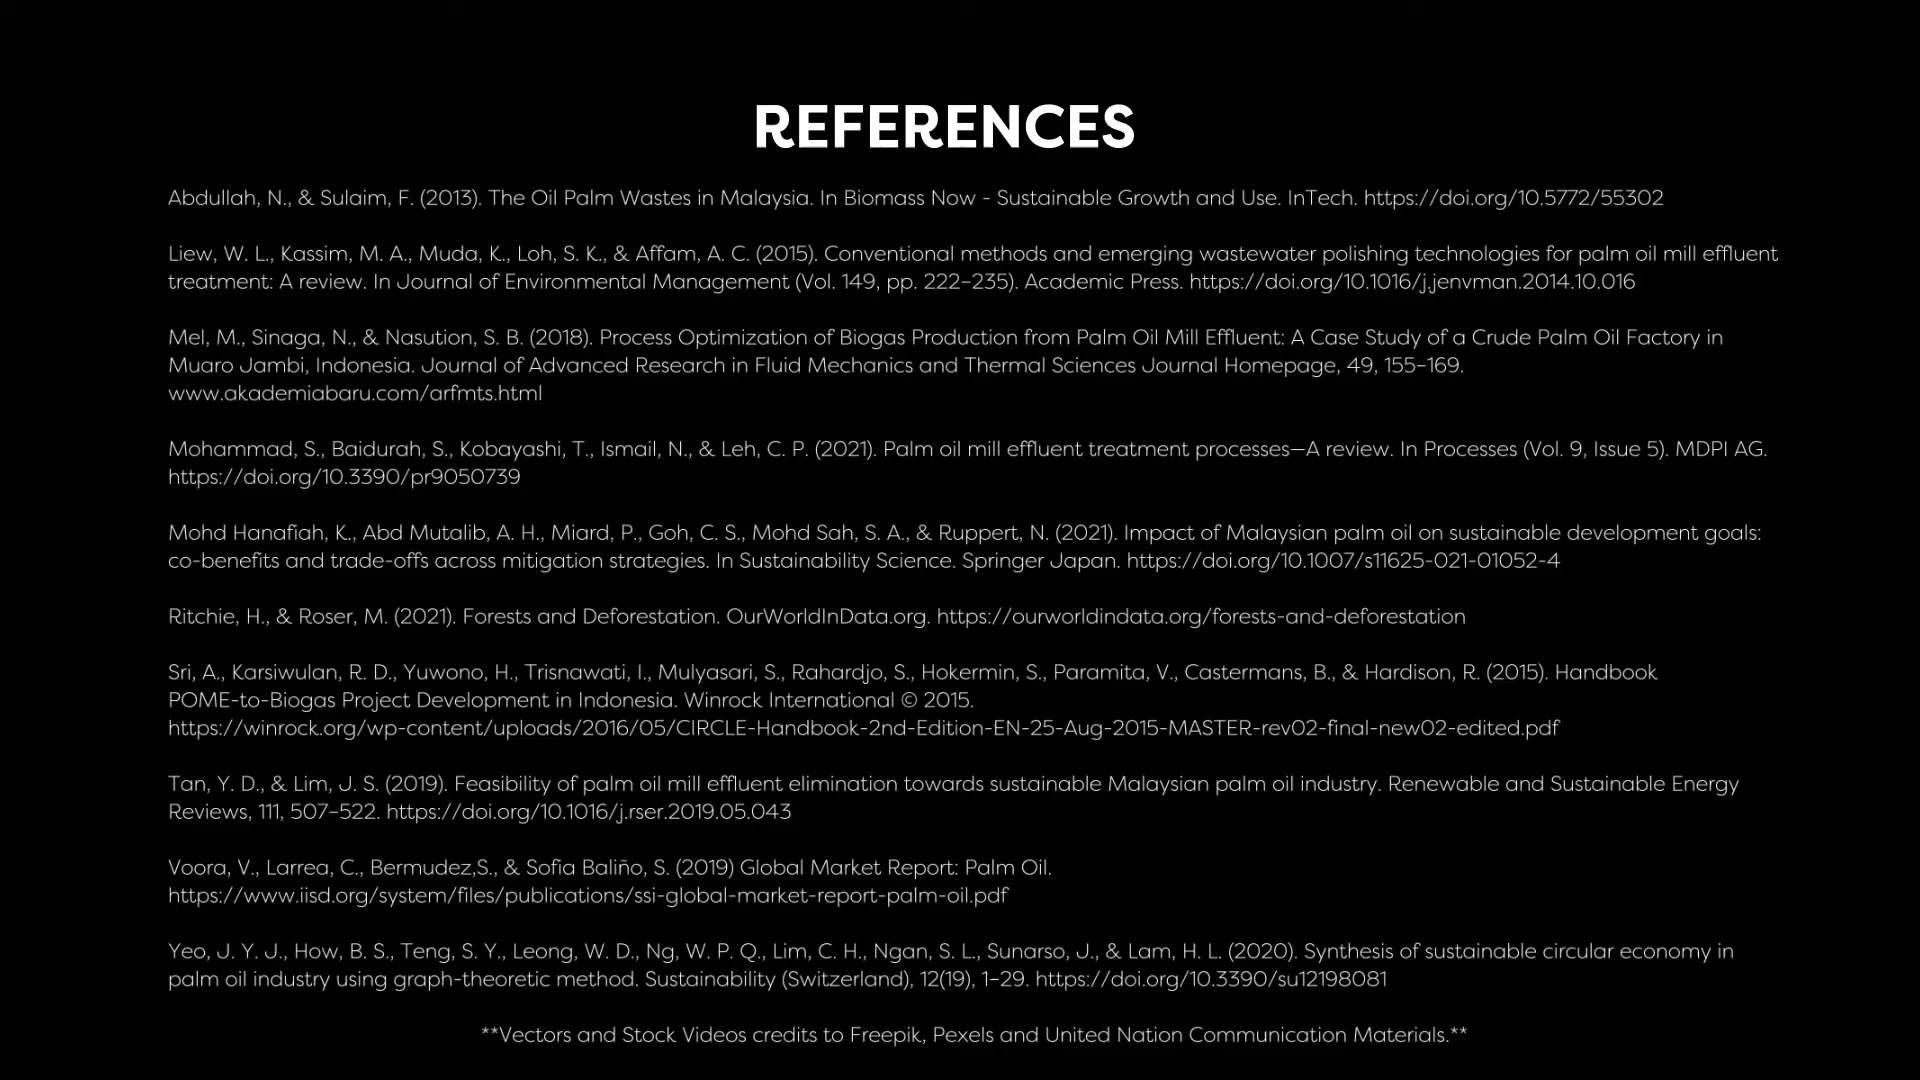 REFERENCES
Abdullah, N., & Sulaim, F. (2013). The Oil Palm Wastes in Malaysia. In Biomass Now - Sustainable Growth and Use. InTech. https://doi.org/10.5772/55302
Liew, W. L., Kassim, M. A., Muda, K., Loh, S. K., & Affam, A. C. (2015). Conventional methods and emerging wastewater polishing technologies for palm oil mill effluent
treatment: A review. In Journal of Environmental Management (Vol. 149, pp. 222–235). Academic Press. https://doi.org/10.1016/j.jenvman.2014.10.016
Mel, M., Sinaga, N., & Nasution, S. B. (2018). Process Optimization of Biogas Production from Palm Oil Mill Effluent: A Case Study of a Crude Palm Oil Factory in
Muaro Jambi, Indonesia. Journal of Advanced Research in Fluid Mechanics and Thermal Sciences Journal Homepage, 49, 155–169.
www.akademiabaru.com/arfmts.html
Mohammad, S., Baidurah, S., Kobayashi, T., Ismail, N., & Leh, C. P. (2021). Palm oil mill effluent treatment processes—A review. In Processes (Vol. 9, Issue 5). MDPI AG.
https://doi.org/10.3390/pr9050739
Mohd Hanafiah, K., Abd Mutalib, A. H., Miard, P., Goh, C. S., Mohd Sah, S. A., & Ruppert, N. (2021). Impact of Malaysian palm oil on sustainable development goals:
co-benefits and trade-offs across mitigation strategies. In Sustainability Science. Springer Japan. https://doi.org/10.1007/s11625-021-01052-4
Ritchie, H., & Roser, M. (2021). Forests and Deforestation. OurWorldInData.org. https://ourworldindata.org/forests-and-deforestation
Sri, A., Karsiwulan, R. D., Yuwono, H., Trisnawati, I., Mulyasari, S., Rahardjo, S., Hokermin, S., Paramita, V., Castermans, B., & Hardison, R. (2015). Handbook
POME-to-Biogas Project Development in Indonesia. Winrock International © 2015.
https://winrock.org/wp-content/uploads/2016/05/CIRCLE-Handbook-2nd-Edition-EN-25-Aug-2015-MASTER-rev02-final-new02-edited.pdf
Tan, Y. D., & Lim, J. S. (2019). Feasibility of palm oil mill effluent elimination towards sustainable Malaysian palm oil industry. Renewable and Sustainable Energy
Reviews, 111, 507–522. https://doi.org/10.1016/j.rser.2019.05.043
Voora, V., Larrea, C., Bermudez,S., & Sofia Baliño, S. (2019) Global Market Report: Palm Oil.
https://www.iisd.org/system/files/publications/ssi-global-market-report-palm-oil.pdf
Yeo, J. Y. J., How, B. S., Teng, S. Y., Leong, W. D., Ng, W. P. Q., Lim, C. H., Ngan, S. L., Sunarso, J., & Lam, H. L. (2020). Synthesis of sustainable circular economy in
palm oil industry using graph-theoretic method. Sustainability (Switzerland), 12(19), 1–29. https://doi.org/10.3390/su12198081
**Vectors and Stock Videos credits to Freepik, Pexels and United Nation Communication Materials.**